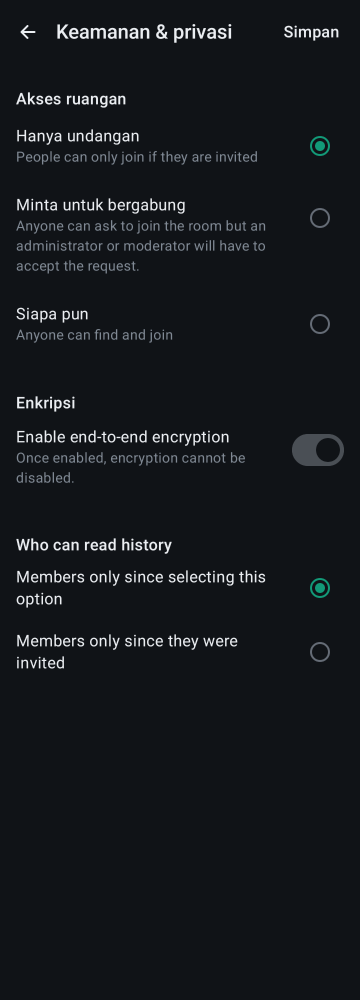 Keamanan & privasi
Simpan
Akses ruangan
Hanya undangan
People can only join if they are invited
Minta untuk bergabung
Anyone can ask to join the room but an
administrator or moderator will have to
accept the request.
Siapa pun
Anyone can find and join
Enkripsi
Enable end-to-end encryption
Once enabled, encryption cannot be
disabled.
Who can read history
Members only since selecting this
option
Members only since they were
invited